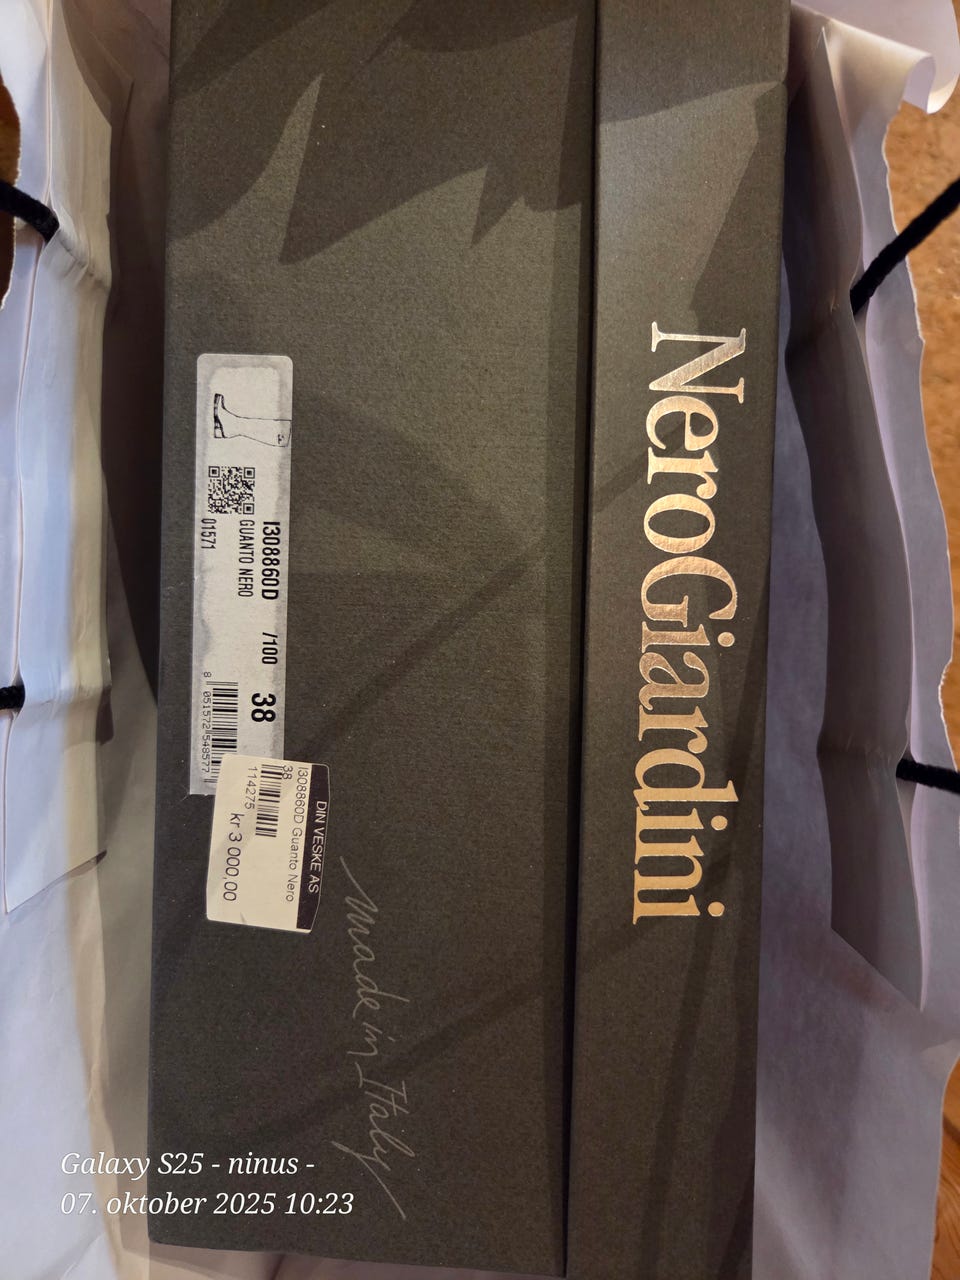 NeroGiardini
I308860D /100 38
GUANTO NERO
01571
8 051572 548577
DIN VESKE AS
I308860D Guanto Nero
38
114275
kr 3 000,00
made in Italy
Galaxy S25 - ninus -
07. oktober 2025 10:23